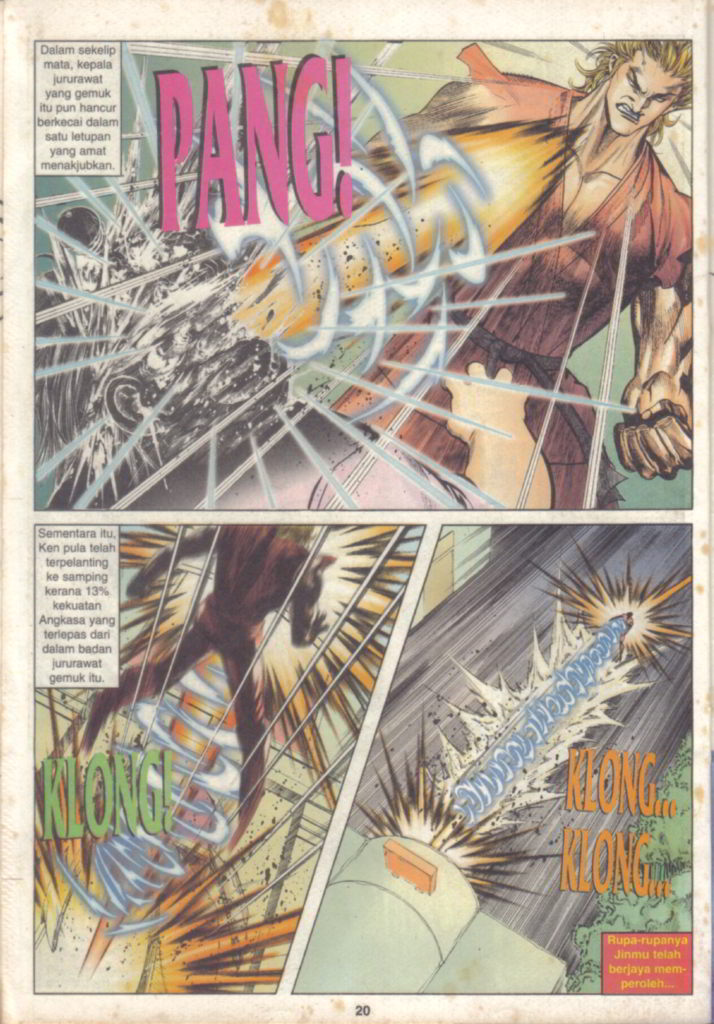 Dalam sekelip
mata, kepala
jururawat
yang gemuk
itu pun hancur
berkecai dalam
satu letupan
yang amat
menakjubkan.
PANG!
Sementara itu,
Ken pula telah
terpelanting
ke samping
kerana 13%
kekuatan
Angkasa yang
terlepas dari
dalam badan
jururawat
gemuk itu.
KLONG!
KLONG...
KLONG...
Rupa-rupanya
Jinmu telah
berjaya mem-
peroleh...
20